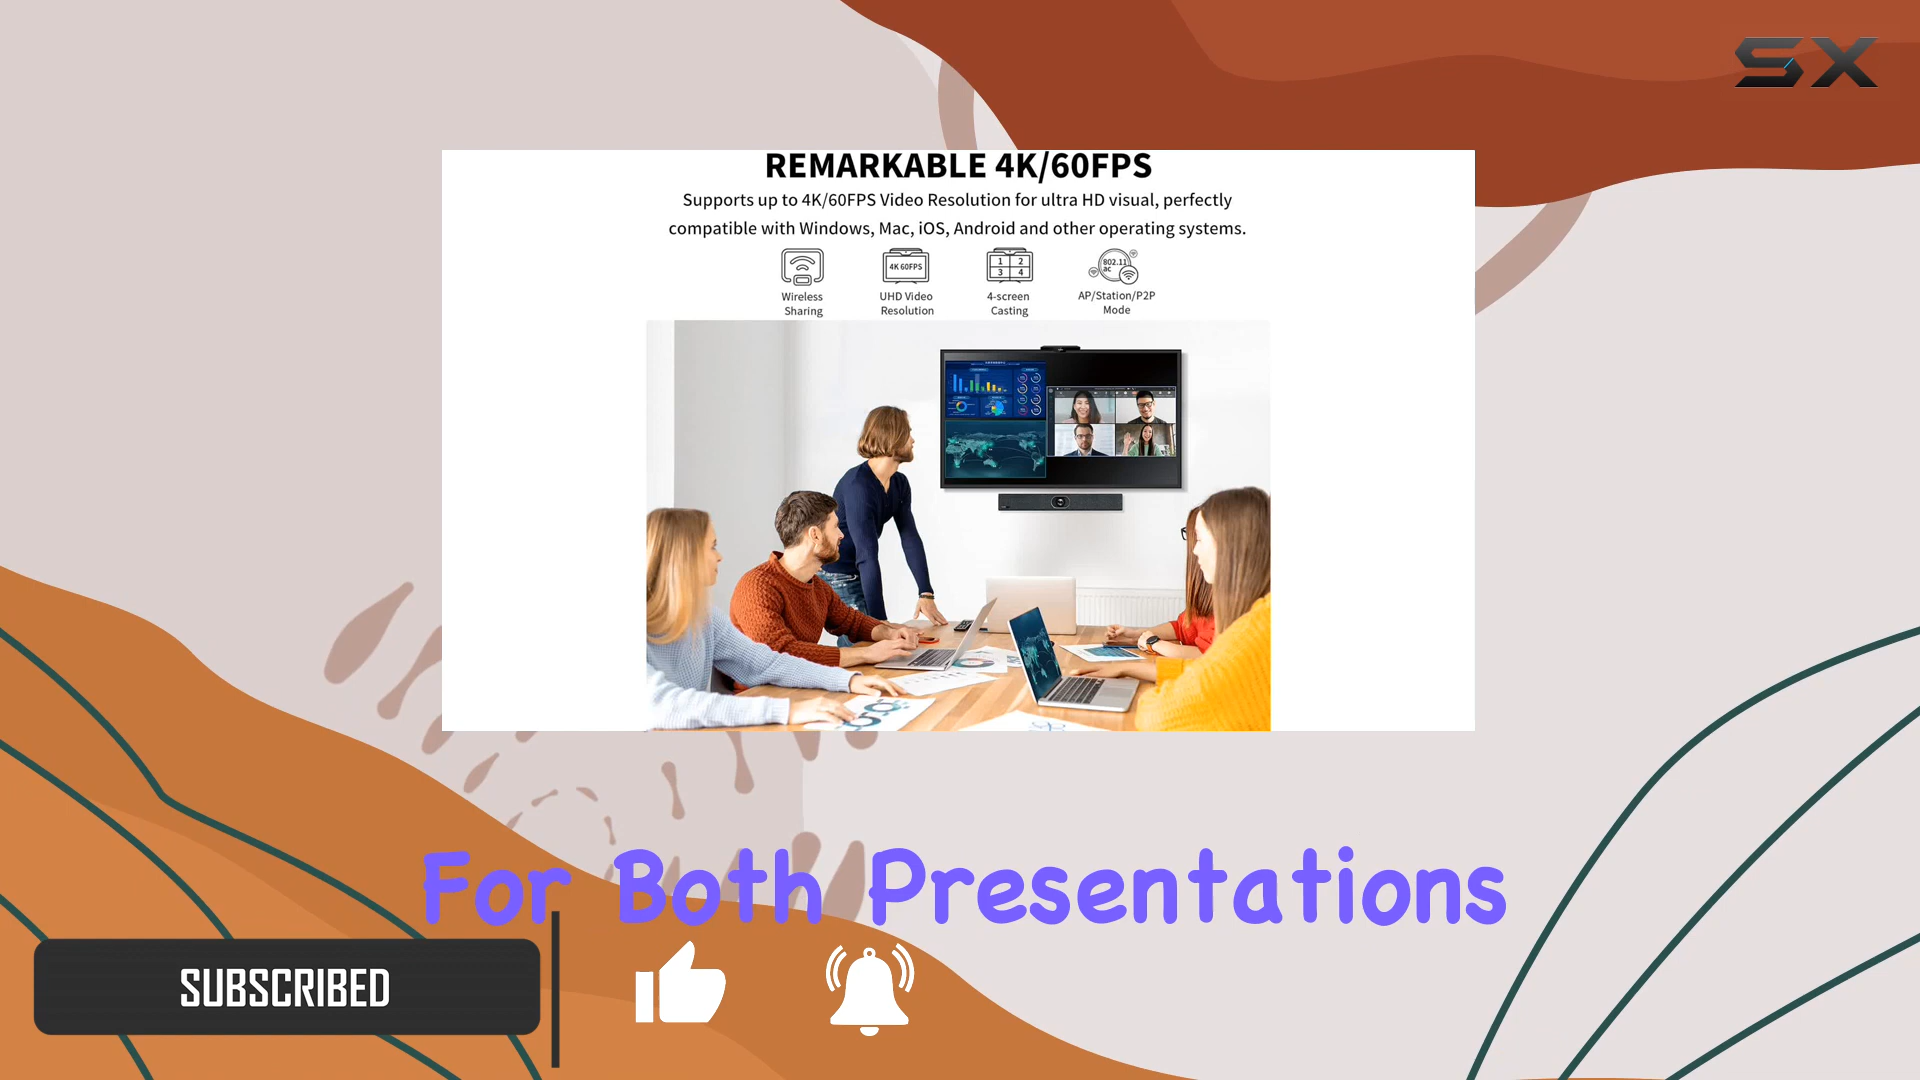 SX
REMARKABLE 4K/60FPS
Supports up to 4K/60FPS Video Resolution for ultra HD visual, perfectly
compatible with Windows, Mac, iOS, Android and other operating systems.
4K 60FPS
1 2
3 4
802.11
ac
Wireless
Sharing
UHD Video
Resolution
4-screen
Casting
AP/Station/P2P
Mode
For Both Presentations
SUBSCRIBED